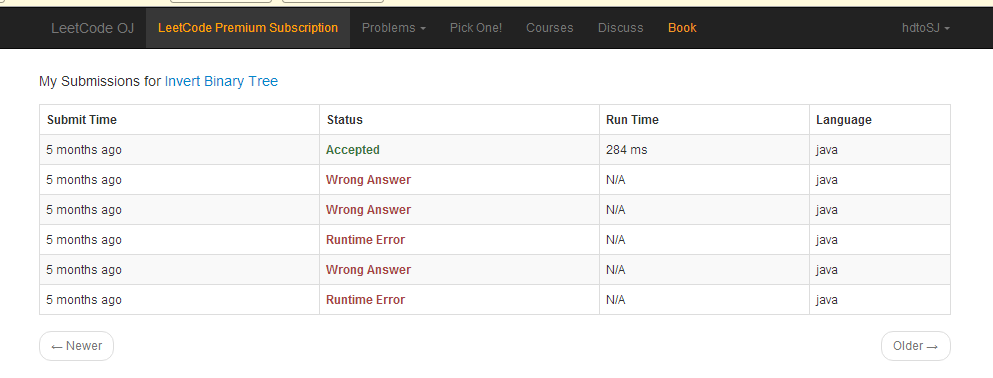 LeetCode OJ LeetCode Premium Subscription Problems Pick One! Courses Discuss Book hdtoSJ
My Submissions for Invert Binary Tree
Submit Time Status Run Time Language
5 months ago Accepted 284 ms java
5 months ago Wrong Answer N/A java
5 months ago Wrong Answer N/A java
5 months ago Runtime Error N/A java
5 months ago Wrong Answer N/A java
5 months ago Runtime Error N/A java
← Newer Older →